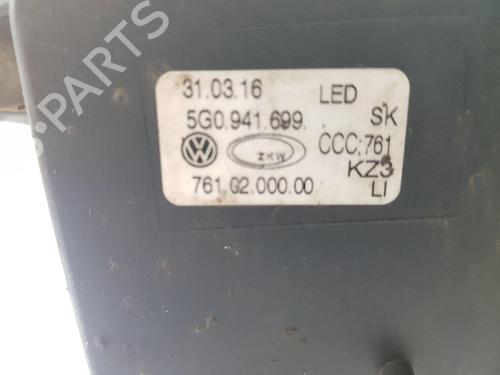 31.03.16 LED
5G0.941.699. SK
ZKW CCC:761
KZ3
761.02.000.00 LI
PARTS